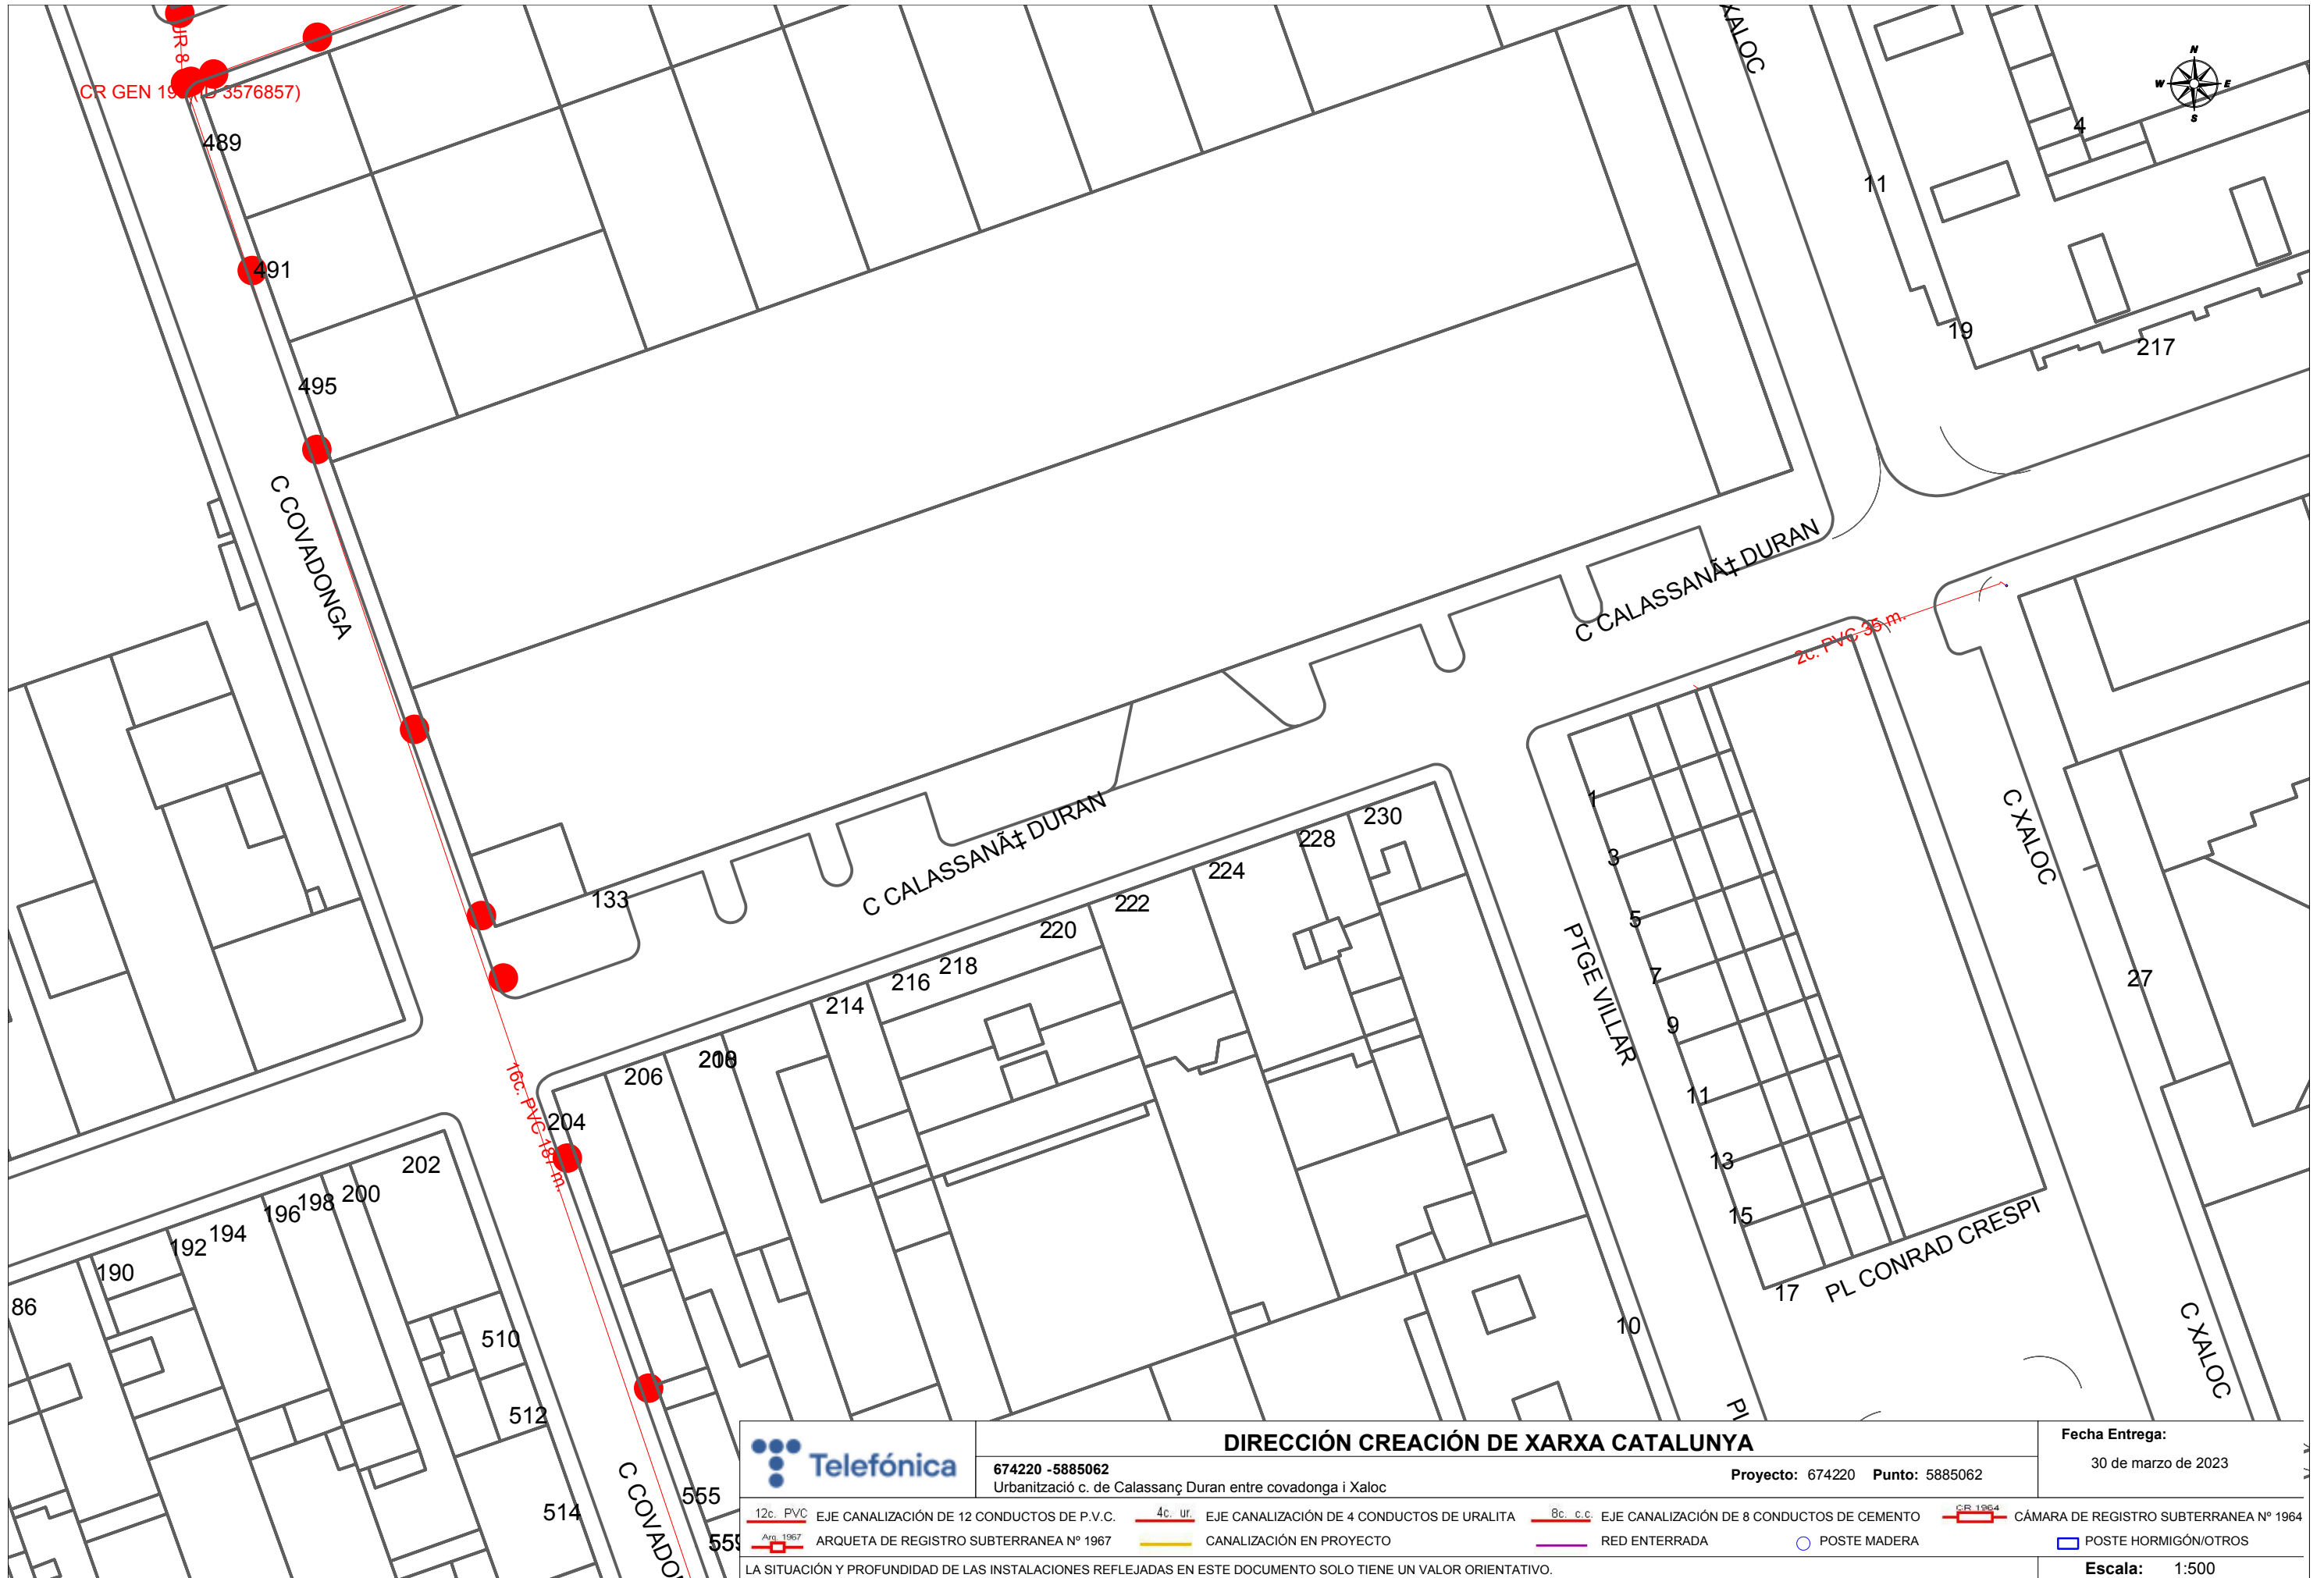 XALOC
UR 8
CR GEN 19
3576857)
489
4
11
491
19
217
495
C COVADONGA
C CALASSANÃ‡ DURAN
2c. PVC 35 m.
1
230
C XALOC
228
3
C CALASSANÃ‡ DURAN
224
133
222
5
220
PTGE VILLAR
218
7
27
216
214
9
208
206
16c. PVC 187 m.
11
204
13
202
200
198
196
15
194
192
PL CONRAD CRESPI
190
17
86
10
510
C XALOC
512
C COVADO
555
514
559
N
W E
S
Telefónica
DIRECCIÓN CREACIÓN DE XARXA CATALUNYA
674220 -5885062
Urbanització c. de Calassanç Duran entre covadonga i Xaloc
Proyecto: 674220 Punto: 5885062
Fecha Entrega:
30 de marzo de 2023
12c. PVC EJE CANALIZACIÓN DE 12 CONDUCTOS DE P.V.C.
4c. ur. EJE CANALIZACIÓN DE 4 CONDUCTOS DE URALITA
8c. c.c. EJE CANALIZACIÓN DE 8 CONDUCTOS DE CEMENTO
CR 1964 CÁMARA DE REGISTRO SUBTERRANEA Nº 1964
Arq. 1967 ARQUETA DE REGISTRO SUBTERRANEA Nº 1967
CANALIZACIÓN EN PROYECTO
RED ENTERRADA
POSTE MADERA
POSTE HORMIGÓN/OTROS
LA SITUACIÓN Y PROFUNDIDAD DE LAS INSTALACIONES REFLEJADAS EN ESTE DOCUMENTO SOLO TIENE UN VALOR ORIENTATIVO.
Escala: 1:500